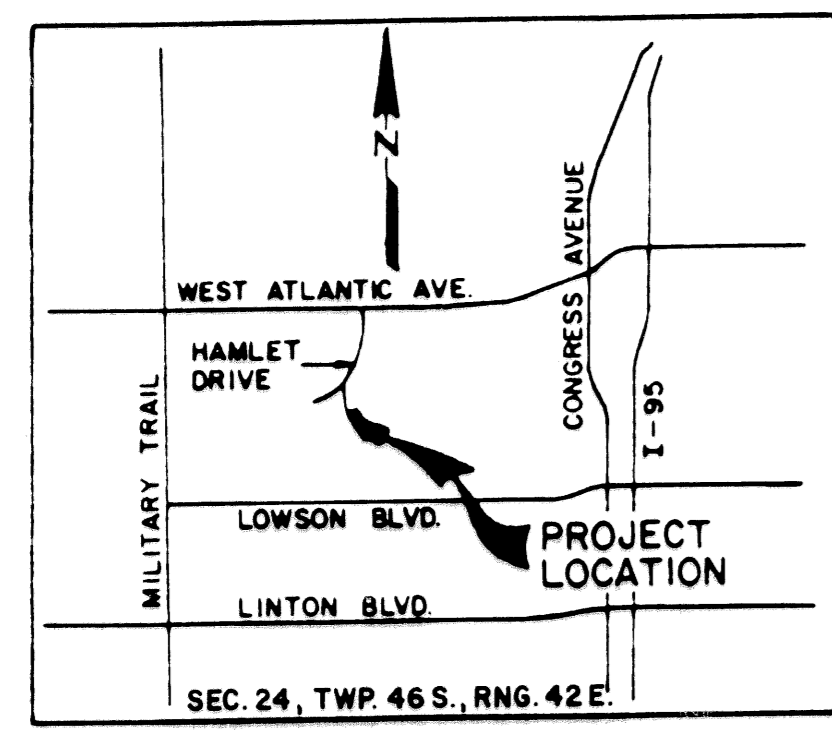 N
WEST ATLANTIC AVE.
HAMLET
DRIVE
CONGRESS AVENUE
I-95
MILITARY TRAIL
LOWSON BLVD.
PROJECT
LOCATION
LINTON BLVD.
SEC. 24, TWP. 46 S., RNG. 42 E.